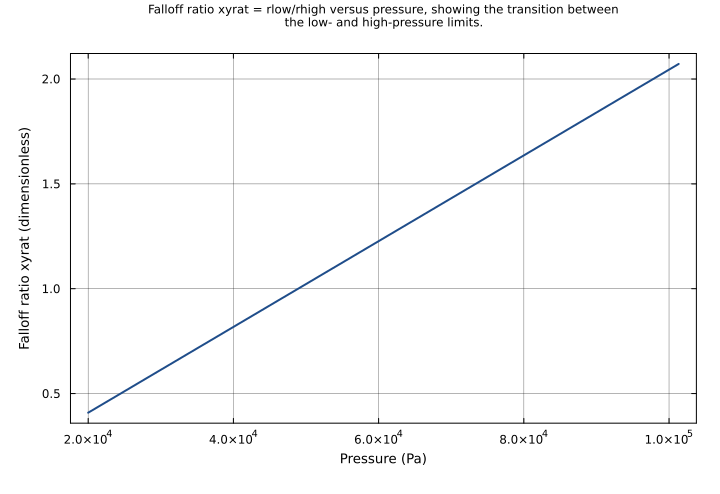 Falloff ratio xyrat = rlow/rhigh versus pressure, showing the transition between
the low- and high-pressure limits.
Falloff ratio xyrat (dimensionless)
2.0
1.5
1.0
0.5
2.0×10⁴ 4.0×10⁴ 6.0×10⁴ 8.0×10⁴ 1.0×10⁵
Pressure (Pa)